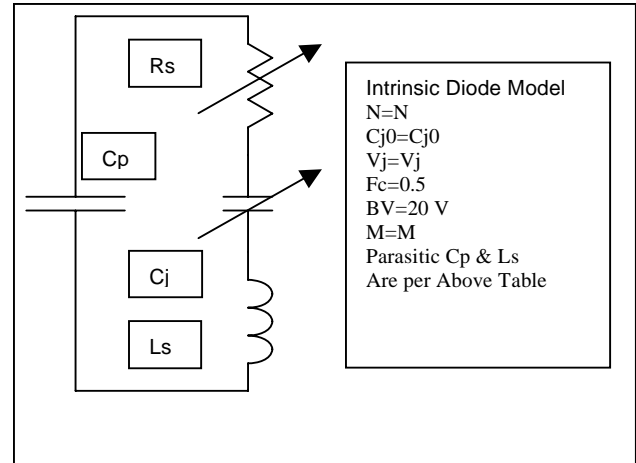 Rs
Cp
Cj
Ls
Intrinsic Diode Model
N=N
Cj0=Cj0
Vj=Vj
Fc=0.5
BV=20 V
M=M
Parasitic Cp & Ls
Are per Above Table